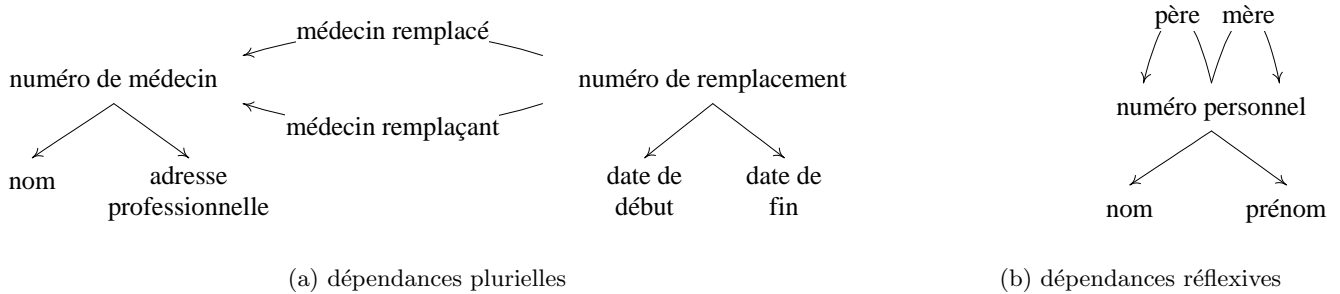 médecin remplacé
numéro de médecin
numéro de remplacement
médecin remplaçant
nom
adresse
professionnelle
date de
début
date de
fin
(a) dépendances plurielles
père
mère
numéro personnel
nom
prénom
(b) dépendances réflexives